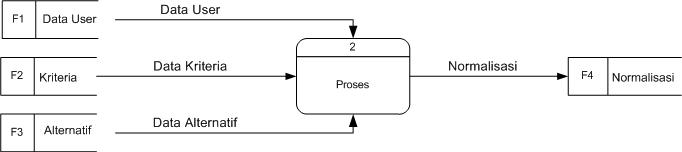 F1 Data User
Data User
2
F2 Kriteria
Data Kriteria
Proses
Normalisasi
F4 Normalisasi
F3 Alternatif
Data Alternatif